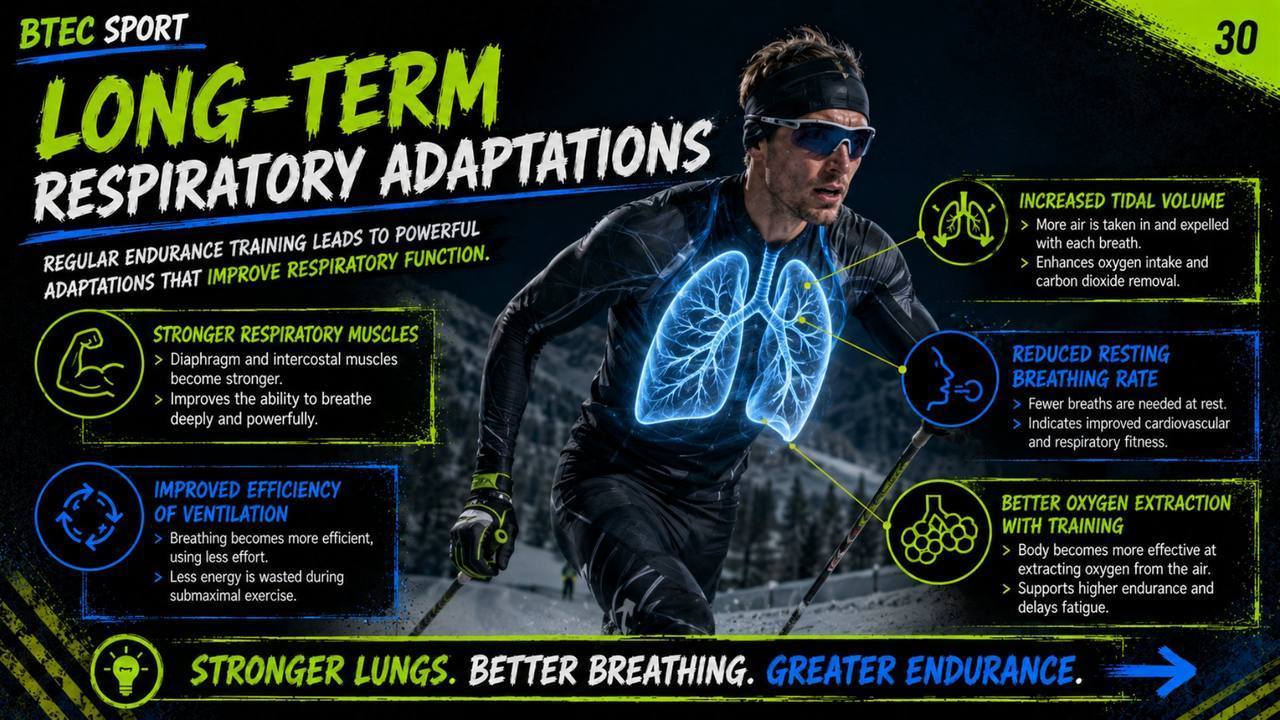 BTEC SPORT
30
LONG-TERM
RESPIRATORY ADAPTATIONS
REGULAR ENDURANCE TRAINING LEADS TO POWERFUL
ADAPTATIONS THAT IMPROVE RESPIRATORY FUNCTION.
STRONGER RESPIRATORY MUSCLES
> Diaphragm and intercostal muscles
become stronger.
> Improves the ability to breathe
deeply and powerfully.
IMPROVED EFFICIENCY
OF VENTILATION
> Breathing becomes more efficient,
using less effort.
> Less energy is wasted during
submaximal exercise.
INCREASED TIDAL VOLUME
> More air is taken in and expelled
with each breath.
> Enhances oxygen intake and
carbon dioxide removal.
REDUCED RESTING
BREATHING RATE
> Fewer breaths are needed at rest.
> Indicates improved cardiovascular
and respiratory fitness.
BETTER OXYGEN EXTRACTION
WITH TRAINING
> Body becomes more effective at
extracting oxygen from the air.
> Supports higher endurance and
delays fatigue.
STRONGER LUNGS. BETTER BREATHING. GREATER ENDURANCE.